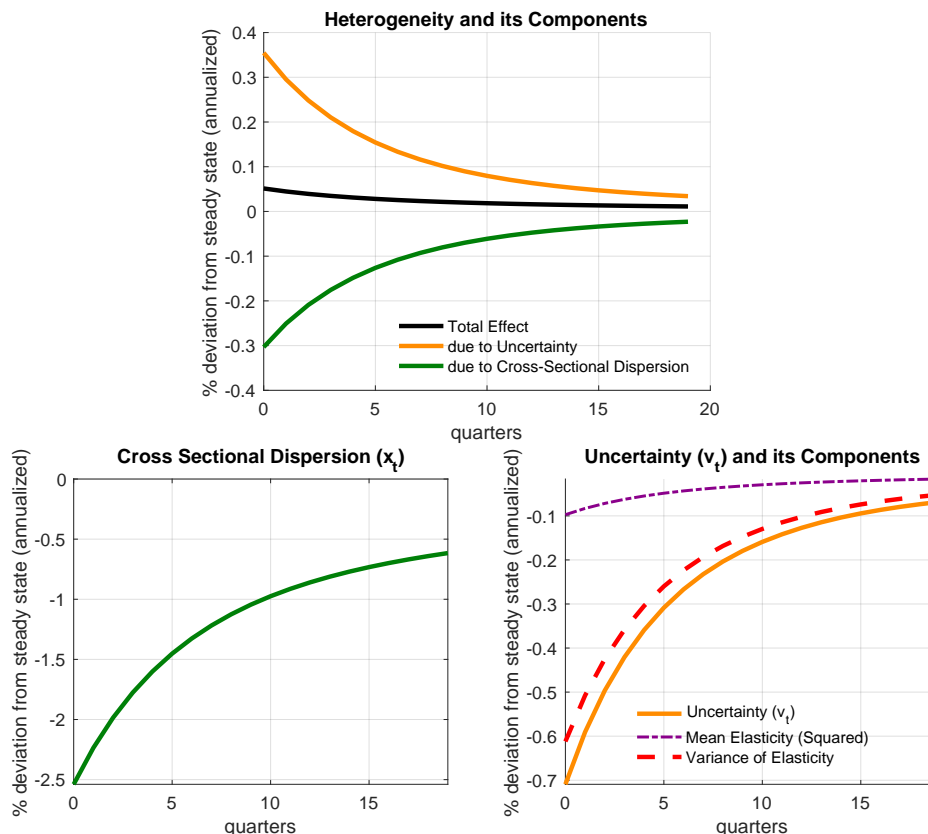 Heterogeneity and its Components
% deviation from steady state (annualized)
0.4
0.3
0.2
0.1
0
-0.1
-0.2
-0.3
-0.4
Total Effect
due to Uncertainty
due to Cross-Sectional Dispersion
0 5 10 15 20
quarters
Cross Sectional Dispersion (x_t)
% deviation from steady state (annualized)
0
-0.5
-1
-1.5
-2
-2.5
0 5 10 15
quarters
Uncertainty (v_t) and its Components
% deviation from steady state (annualized)
-0.1
-0.2
-0.3
-0.4
-0.5
-0.6
-0.7
Uncertainty (v_t)
Mean Elasticity (Squared)
Variance of Elasticity
0 5 10 15
quarters